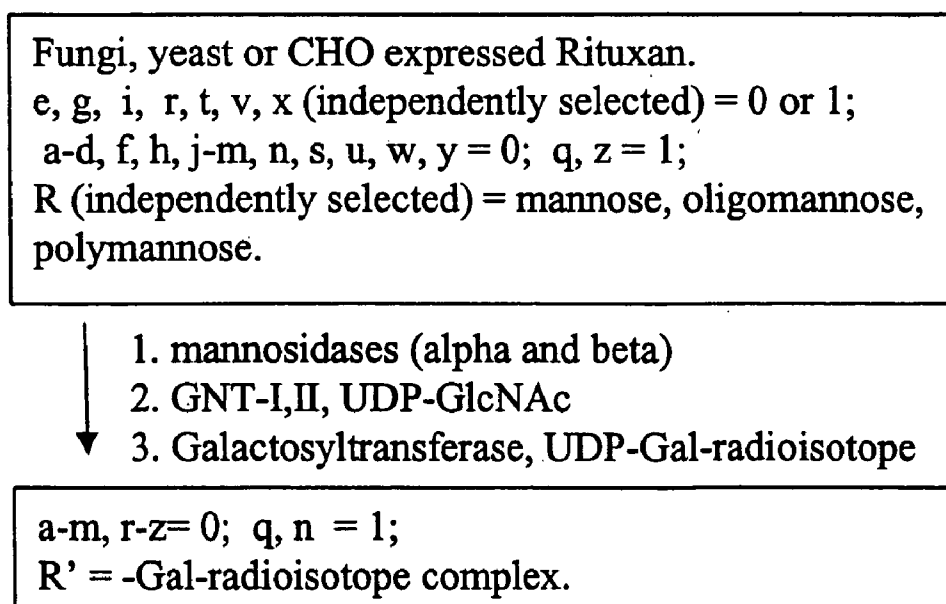 Fungi, yeast or CHO expressed Rituxan.
e, g, i, r, t, v, x (independently selected) = 0 or 1;
a-d, f, h, j-m, n, s, u, w, y = 0; q, z = 1;
R (independently selected) = mannose, oligomannose,
polymannose.
1. mannosidases (alpha and beta)
2. GNT-I,II, UDP-GlcNAc
3. Galactosyltransferase, UDP-Gal-radioisotope
a-m, r-z= 0; q, n = 1;
R’ = -Gal-radioisotope complex.